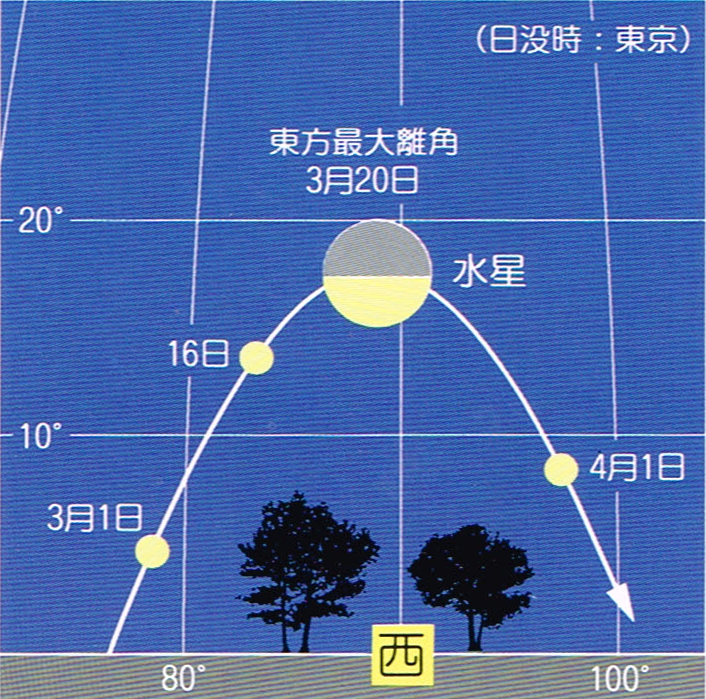 （日没時：東京）
東方最大離角
3月20日
20°
水星
16日
10°
4月1日
3月1日
西
80°
100°